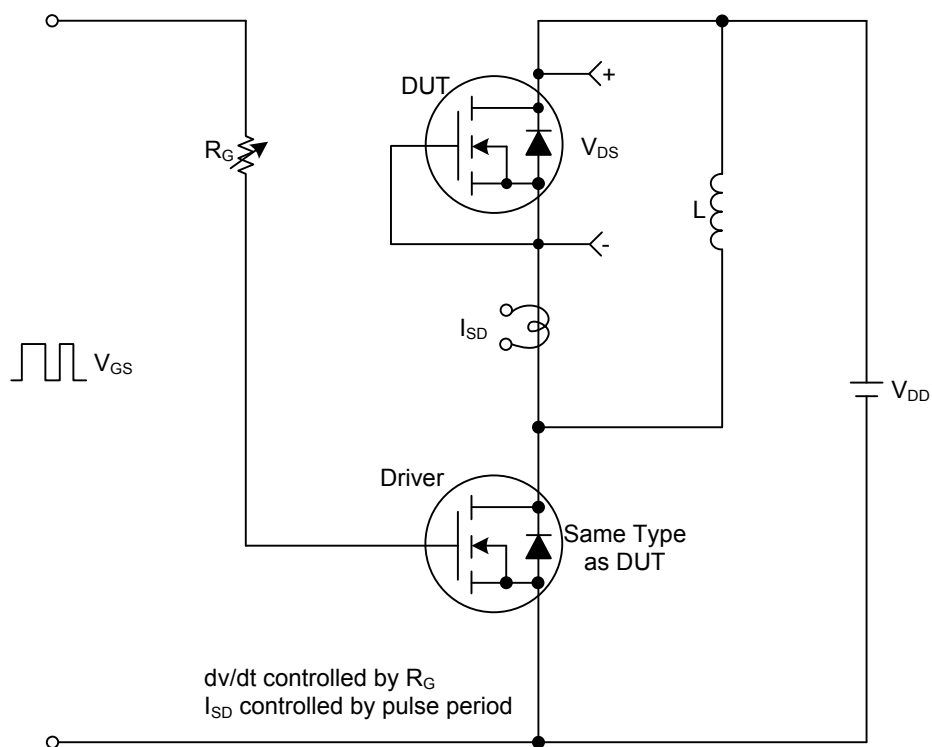 DUT
+
R_G
V_DS
L
-
I_SD
V_GS
V_DD
Driver
Same Type
as DUT
dv/dt controlled by R_G
I_SD controlled by pulse period